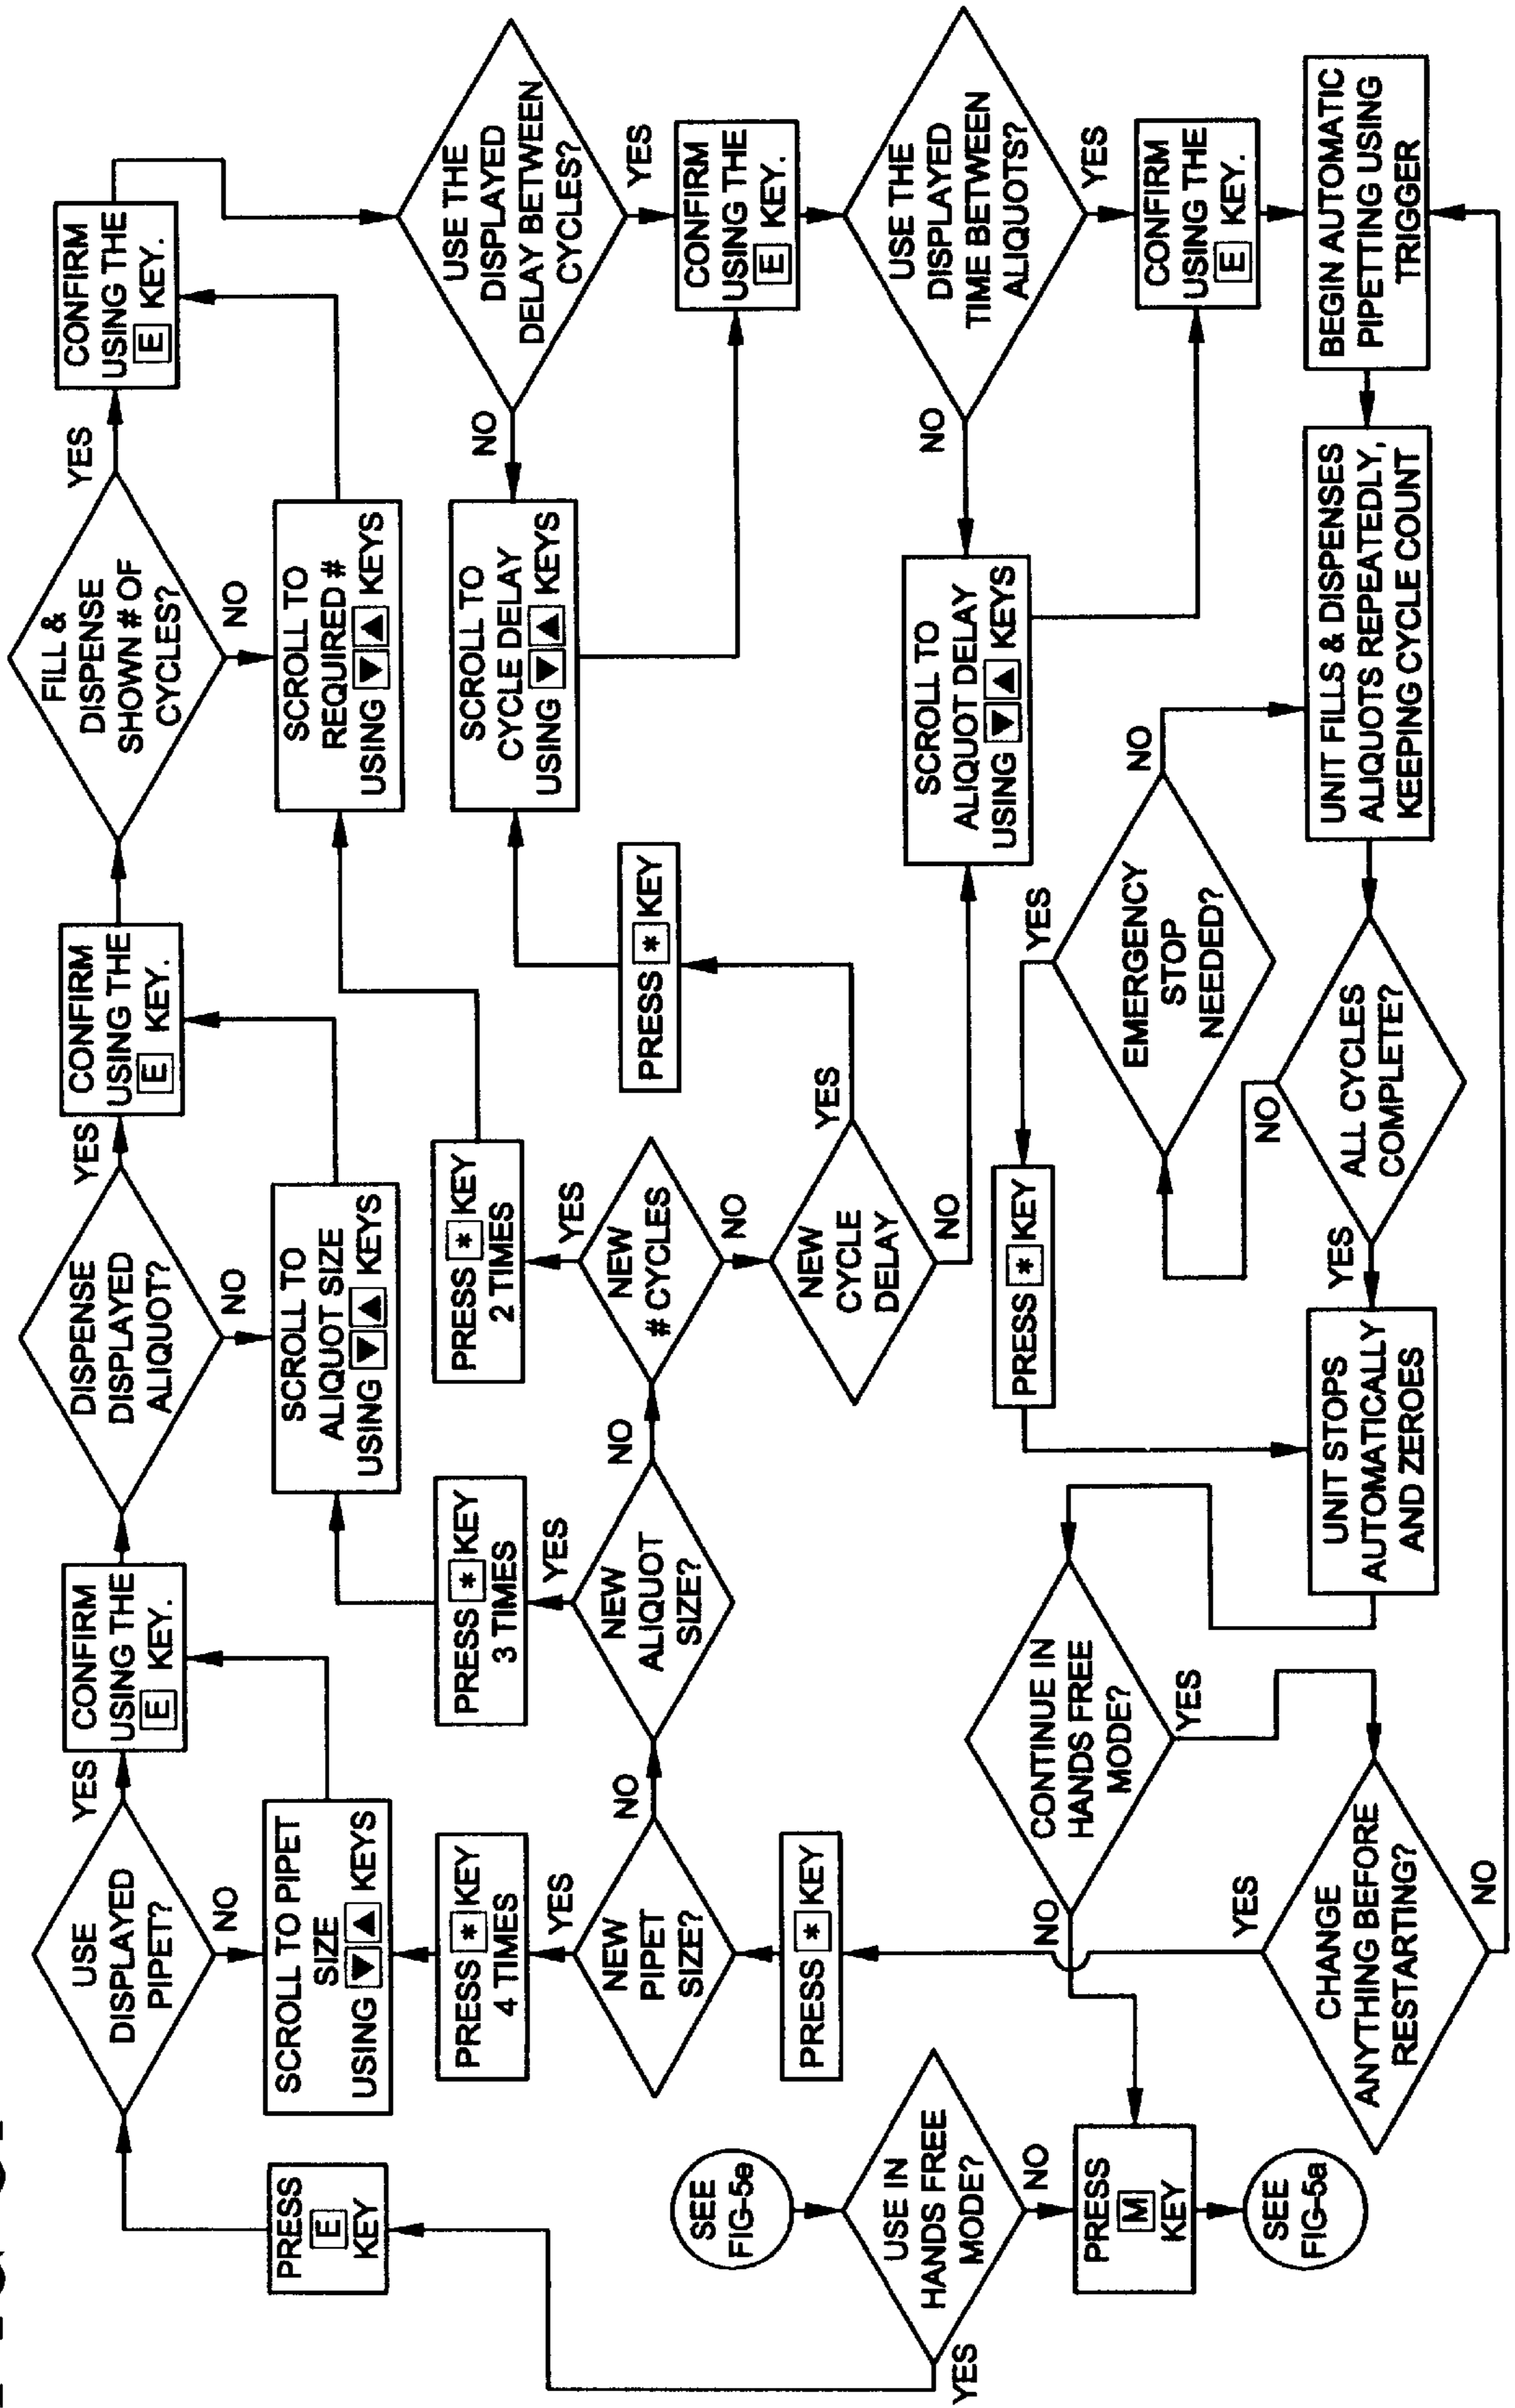 PRESS
E
KEY
USE
DISPLAYED
PIPET?
YES
NO
CONFIRM
USING THE
E KEY.
DISPENSE
DISPLAYED
ALIQUOT?
YES
NO
CONFIRM
USING THE
E KEY.
FILL &
DISPENSE
SHOWN # OF
CYCLES?
YES
NO
CONFIRM
USING THE
E KEY.
SCROLL TO PIPET
SIZE
USING ▼ ▲ KEYS
SCROLL TO
ALIQUOT SIZE
USING ▼ ▲ KEYS
SCROLL TO
REQUIRED #
USING ▼ ▲ KEYS
PRESS * KEY
4 TIMES
YES
PRESS * KEY
3 TIMES
YES
PRESS * KEY
2 TIMES
YES
SCROLL TO
CYCLE DELAY
USING ▼ ▲ KEYS
NO
USE THE
DISPLAYED
DELAY BETWEEN
CYCLES?
YES
NEW
PIPET
SIZE?
NO
NEW
ALIQUOT
SIZE?
NO
NEW
# CYCLES
NO
PRESS * KEY
CONFIRM
USING THE
E KEY.
SEE
FIG-5e
PRESS * KEY
NEW
CYCLE
DELAY
YES
NO
SCROLL TO
ALIQUOT DELAY
USING ▼ ▲ KEYS
NO
USE THE
DISPLAYED
TIME BETWEEN
ALIQUOTS?
YES
USE IN
HANDS FREE
MODE?
YES
NO
CONTINUE IN
HANDS FREE
MODE?
NO
YES
PRESS * KEY
YES
EMERGENCY
STOP
NEEDED?
NO
CONFIRM
USING THE
E KEY.
PRESS
M
KEY
SEE
FIG-5a
CHANGE
ANYTHING BEFORE
RESTARTING?
YES
NO
UNIT STOPS
AUTOMATICALLY
AND ZEROES
YES
ALL CYCLES
COMPLETE?
NO
UNIT FILLS & DISPENSES
ALIQUOTS REPEATEDLY,
KEEPING CYCLE COUNT
BEGIN AUTOMATIC
PIPETTING USING
TRIGGER